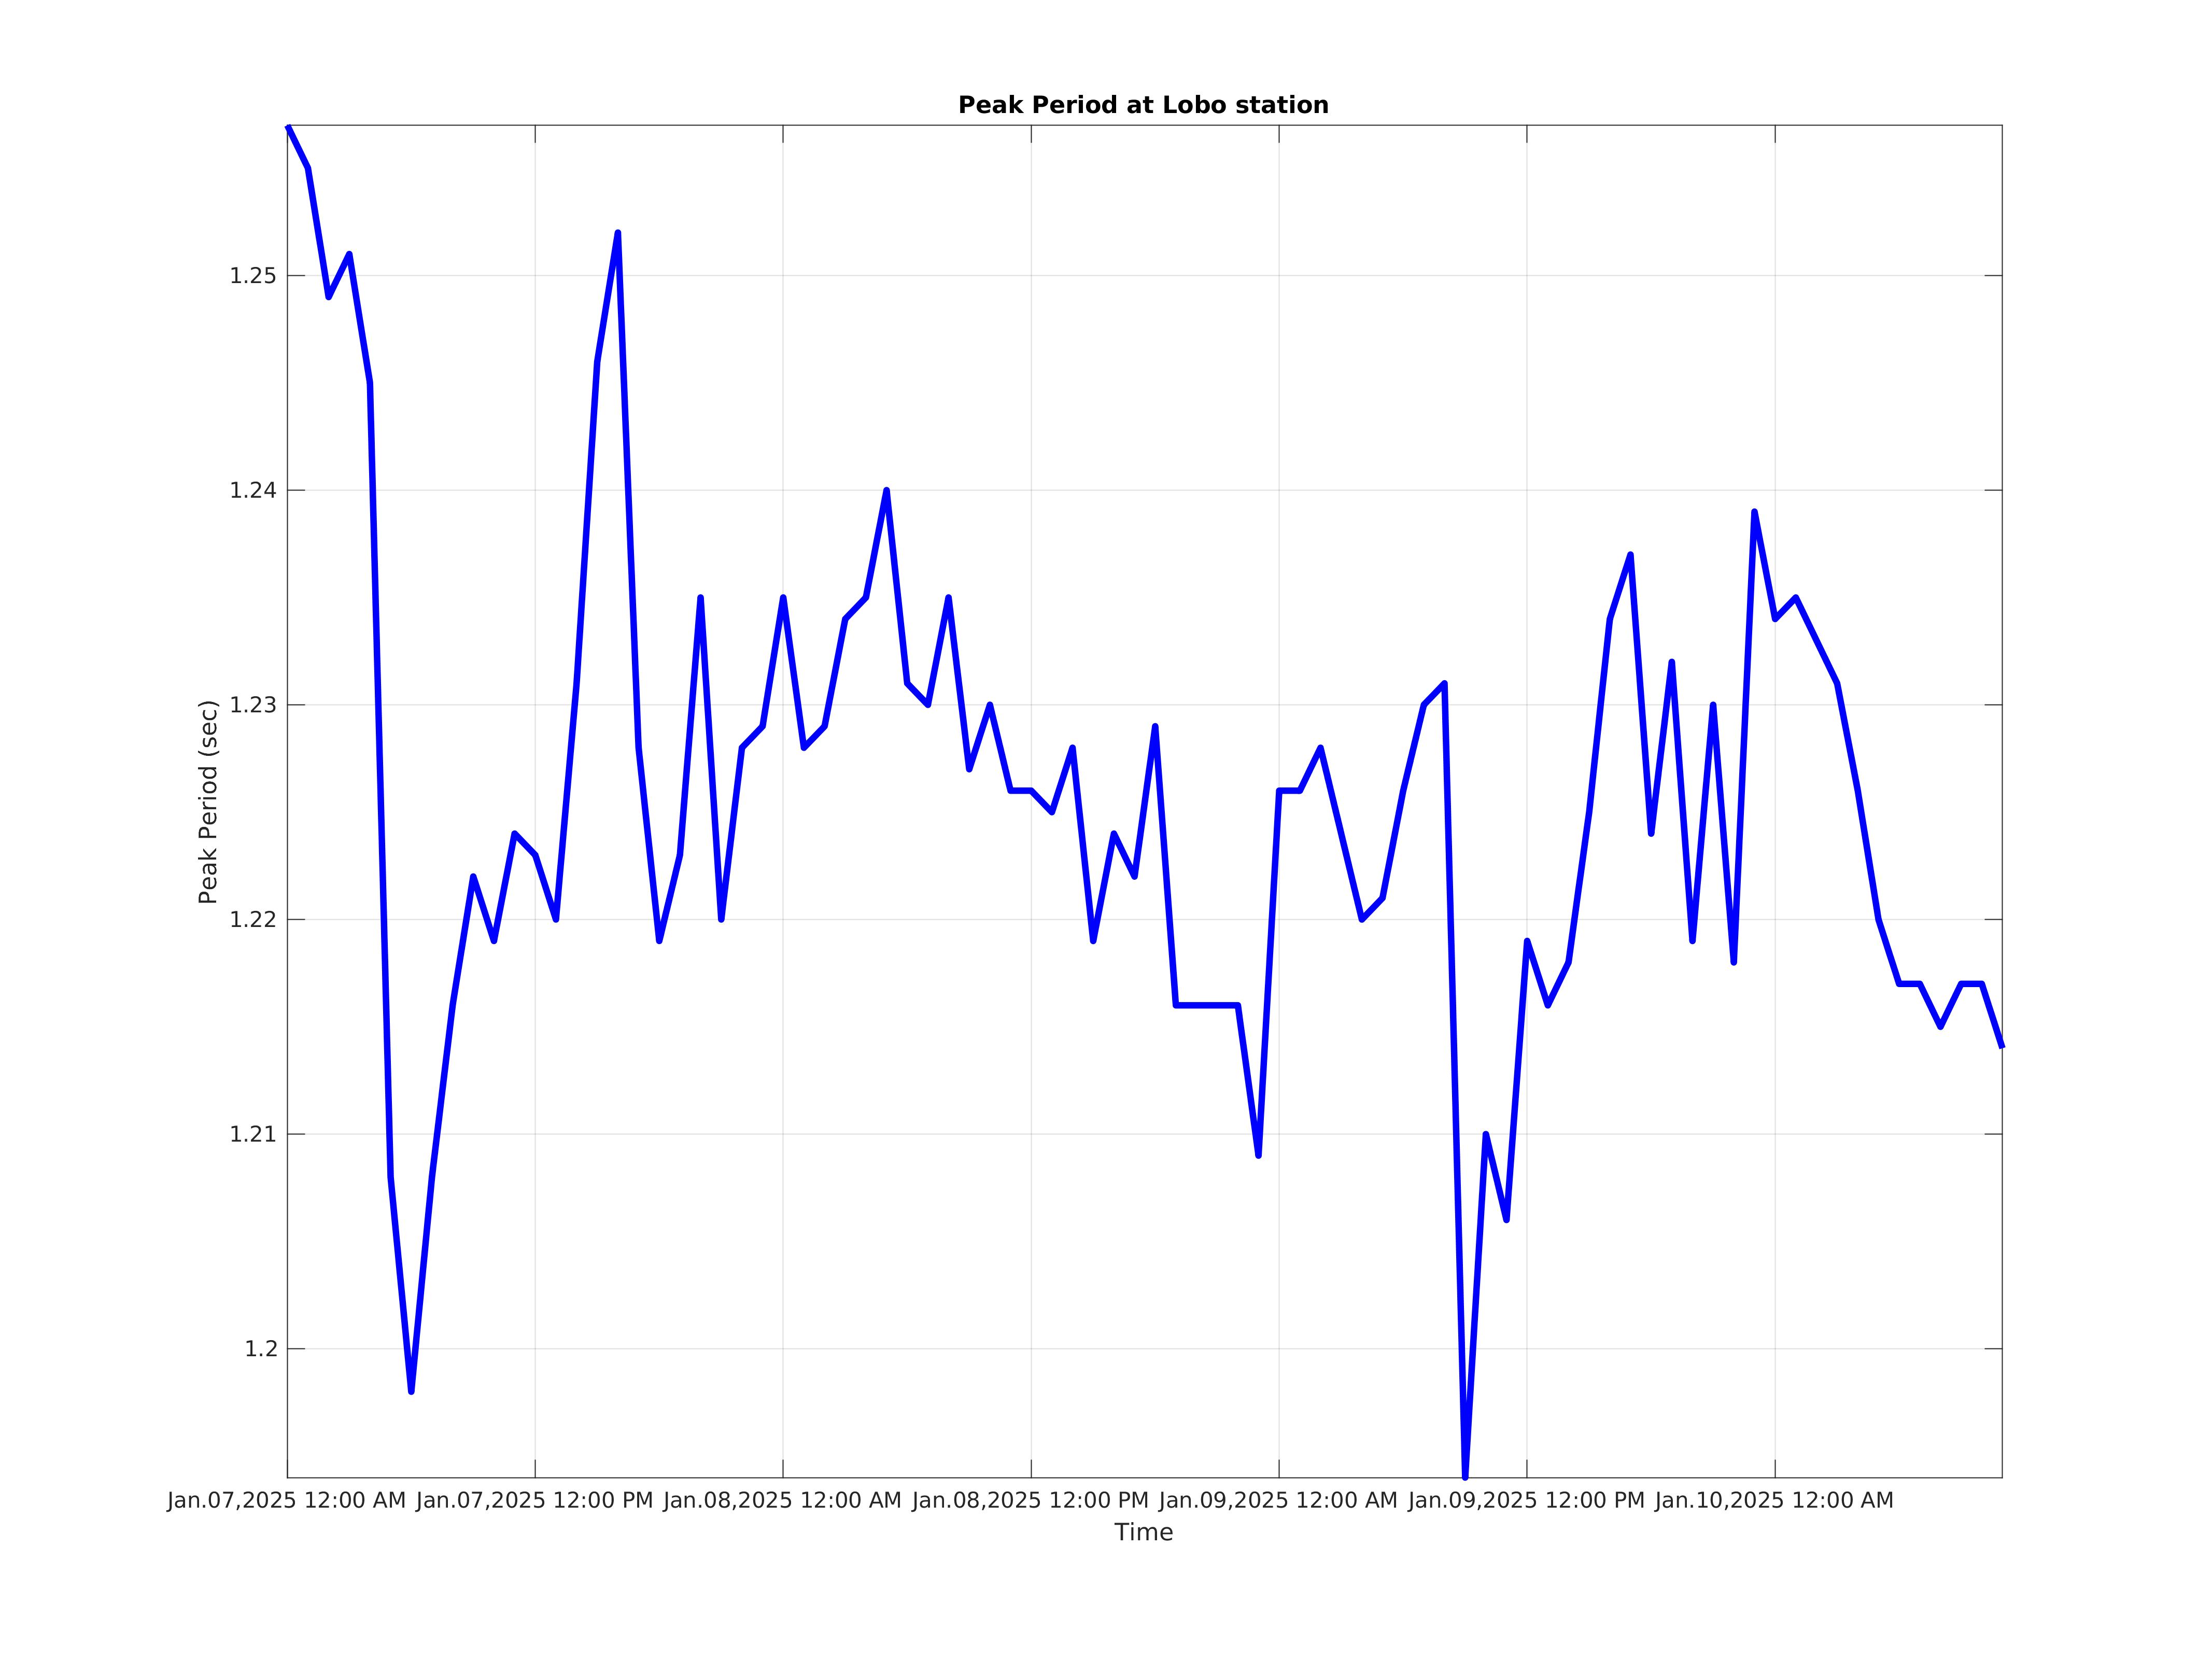 Peak Period at Lobo station
Peak Period (sec)
1.25
1.24
1.23
1.22
1.21
1.2
Jan.07,2025 12:00 AM Jan.07,2025 12:00 PM Jan.08,2025 12:00 AM Jan.08,2025 12:00 PM Jan.09,2025 12:00 AM Jan.09,2025 12:00 PM Jan.10,2025 12:00 AM
Time